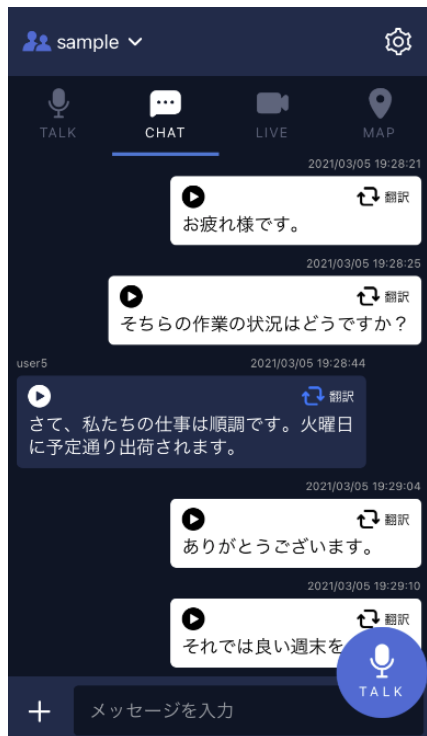 sample
TALK
CHAT
LIVE
MAP
2021/03/05 19:28:21
翻訳
お疲れ様です。
2021/03/05 19:28:25
翻訳
そちらの作業の状況はどうですか？
user5
2021/03/05 19:28:44
翻訳
さて、私たちの仕事は順調です。火曜日
に予定通り出荷されます。
2021/03/05 19:29:04
翻訳
ありがとうございます。
2021/03/05 19:29:10
翻訳
それでは良い週末を
TALK
メッセージを入力